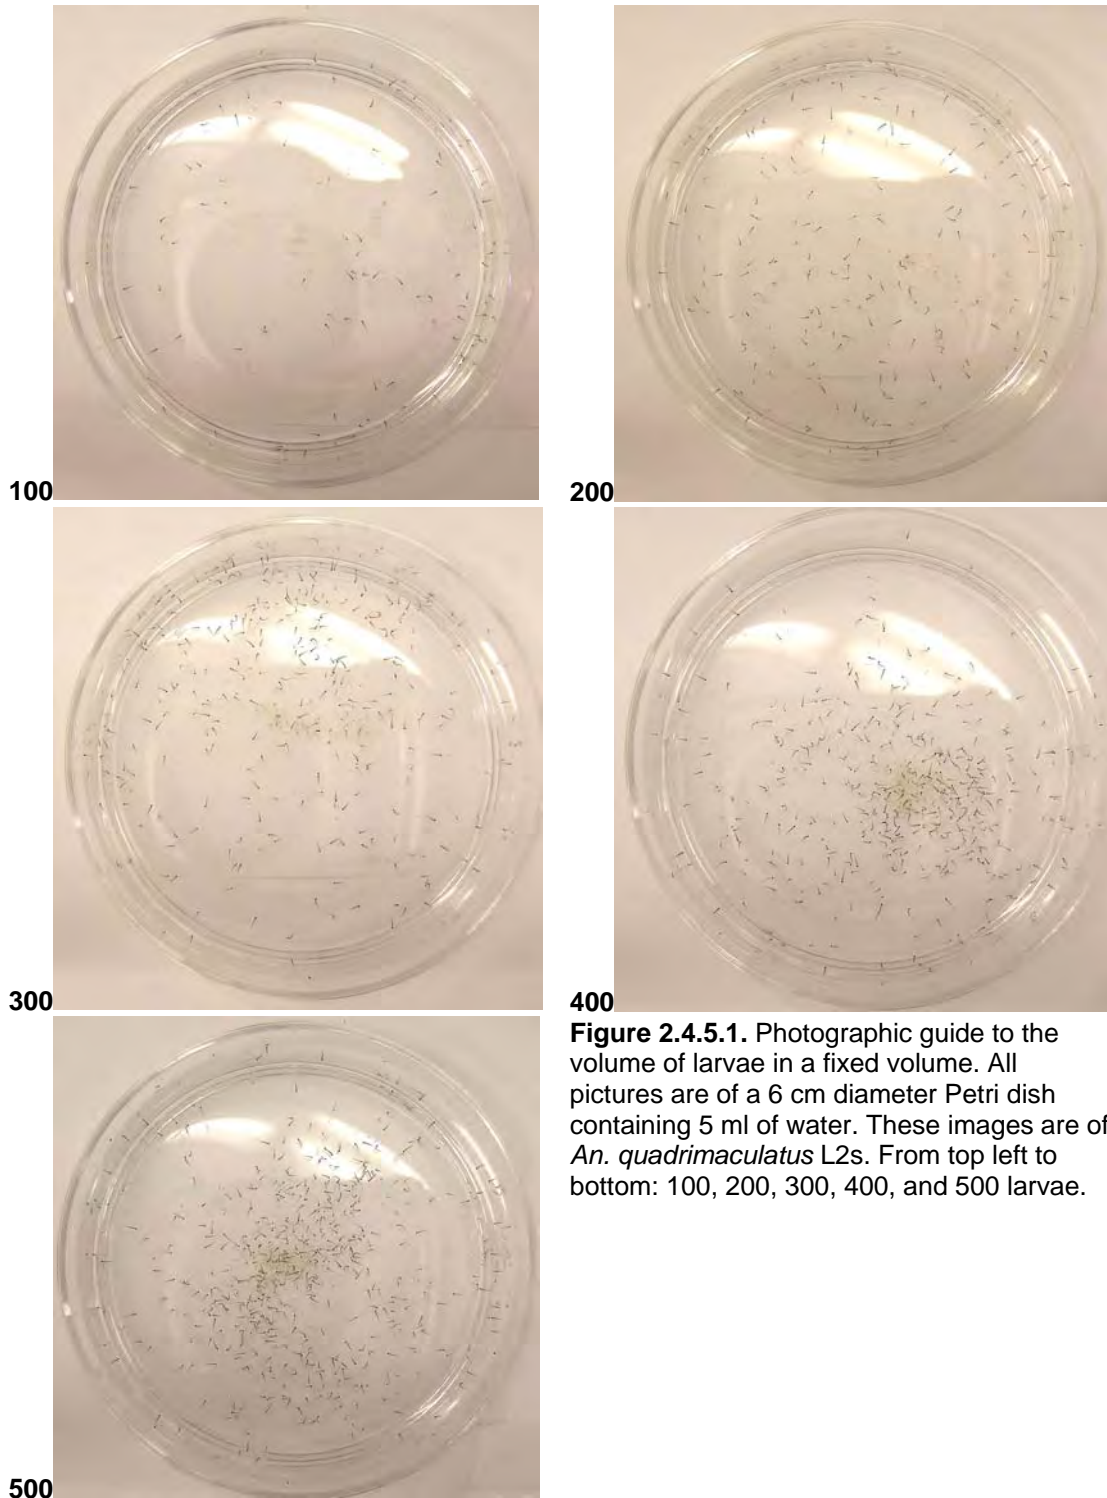 100
200
300
400
Figure 2.4.5.1. Photographic guide to the
volume of larvae in a fixed volume. All
pictures are of a 6 cm diameter Petri dish
containing 5 ml of water. These images are of
An. quadrimaculatus L2s. From top left to
bottom: 100, 200, 300, 400, and 500 larvae.
500